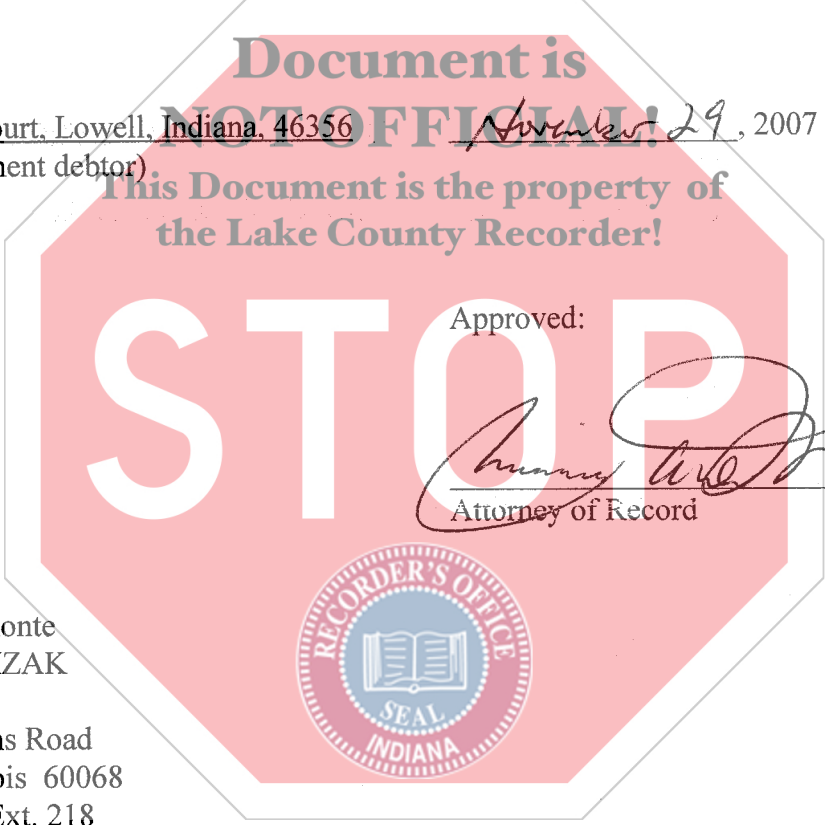 Document is
NOT OFFICIAL!
This Document is the property of
the Lake County Recorder!
ourt, Lowell, Indiana, 46356 November 29, 2007
ment debtor)
STOP
Approved:
Attorney of Record
RECORDER'S OFFICE
SEAL
INDIANA
onte
KZAK
ns Road
ois 60068
Ext. 218